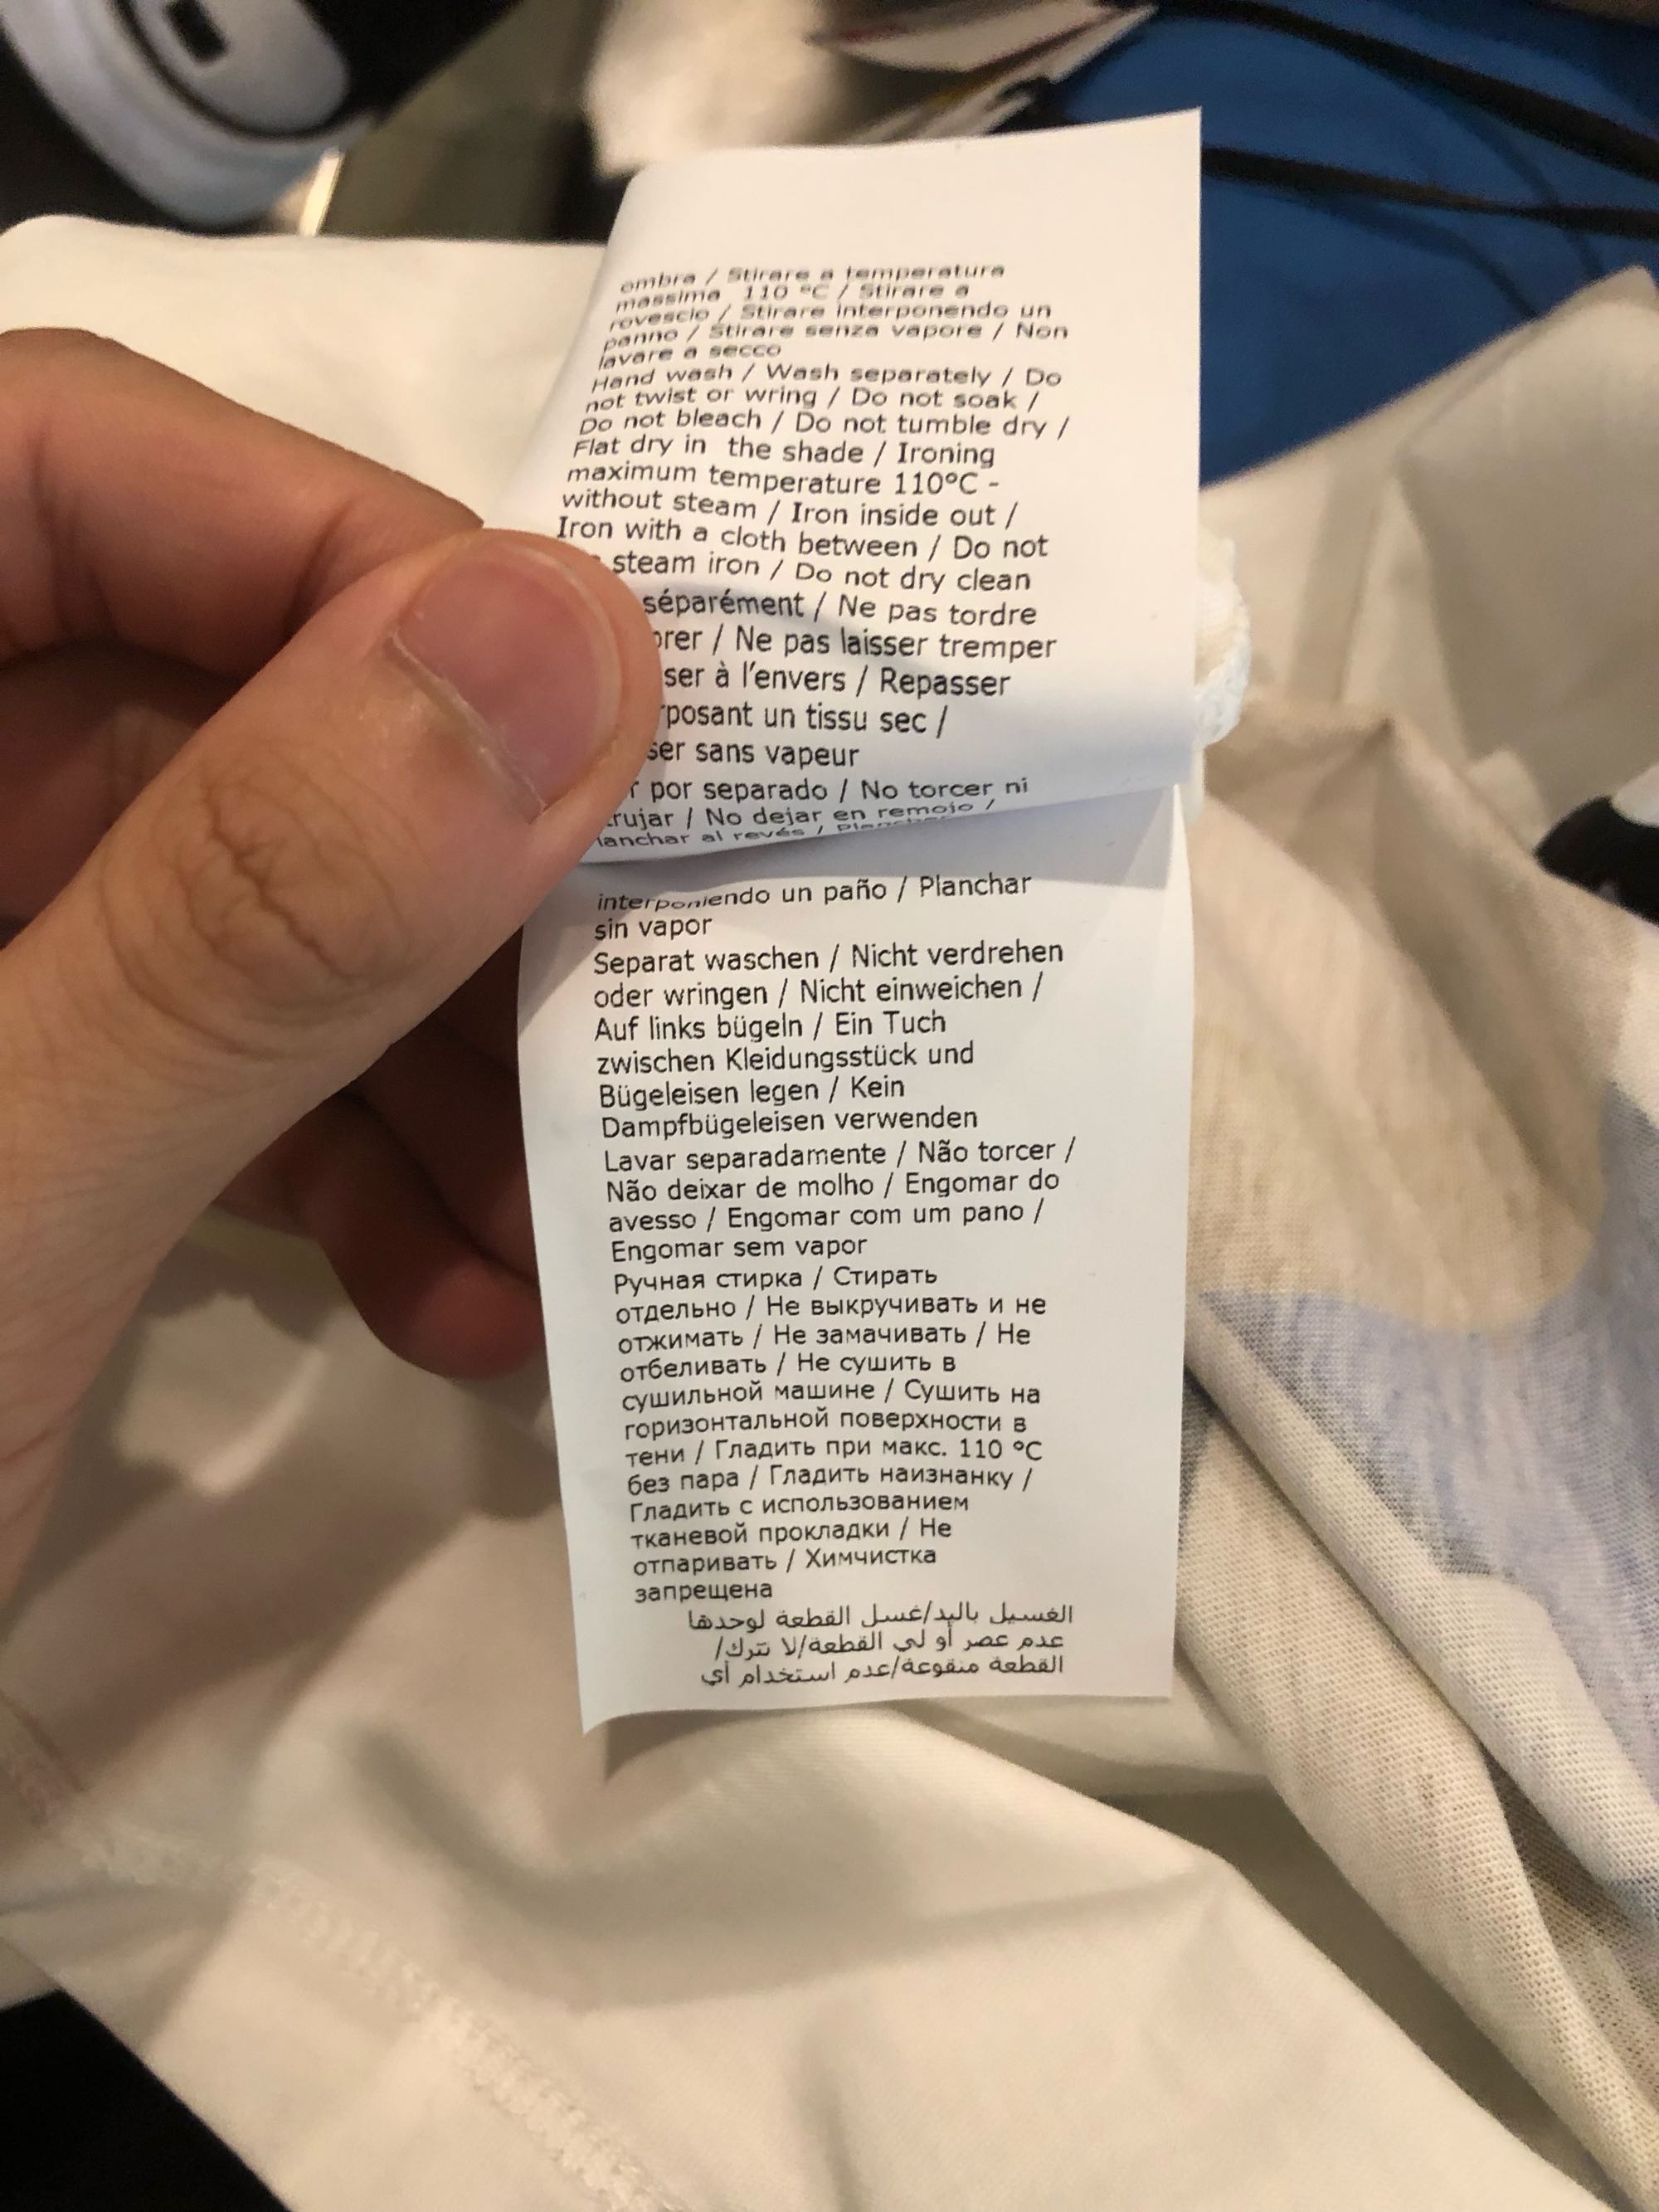 ombra / Stirare a temperatura
massima 110 ºC / Stirare a
rovescio / Stirare interponendo un
panno / Stirare senza vapore / Non
lavare a secco
Hand wash / Wash separately / Do
not twist or wring / Do not soak /
Do not bleach / Do not tumble dry /
Flat dry in the shade / Ironing
maximum temperature 110ºC -
without steam / Iron inside out /
Iron with a cloth between / Do not
steam iron / Do not dry clean
séparément / Ne pas tordre
/ Ne pas laisser tremper
à l'envers / Repasser
un tissu sec /
sans vapeur
por separado / No torcer ni
/ No dejar en remojo /
al revés / Planchar
interponiendo un paño / Planchar
sin vapor
Separat waschen / Nicht verdrehen
oder wringen / Nicht einweichen /
Auf links bügeln / Ein Tuch
zwischen Kleidungsstück und
Bügeleisen legen / Kein
Dampfbügeleisen verwenden
Lavar separadamente / Não torcer /
Não deixar de molho / Engomar do
avesso / Engomar com um pano /
Engomar sem vapor
Ручная стирка / Стирать
отдельно / Не выкручивать и не
отжимать / Не замачивать / Не
отбеливать / Не сушить в
сушильной машине / Сушить на
горизонтальной поверхности в
тени / Гладить при макс. 110 ºC
без пара / Гладить наизнанку /
Гладить с использованием
тканевой прокладки / Не
отпаривать / Химчистка
запрещена
الغسيل باليد/غسل القطعة لوحدها
عدم عصر أو لي القطعة/لا تترك/
القطعة منقوعة/عدم استخدام أي